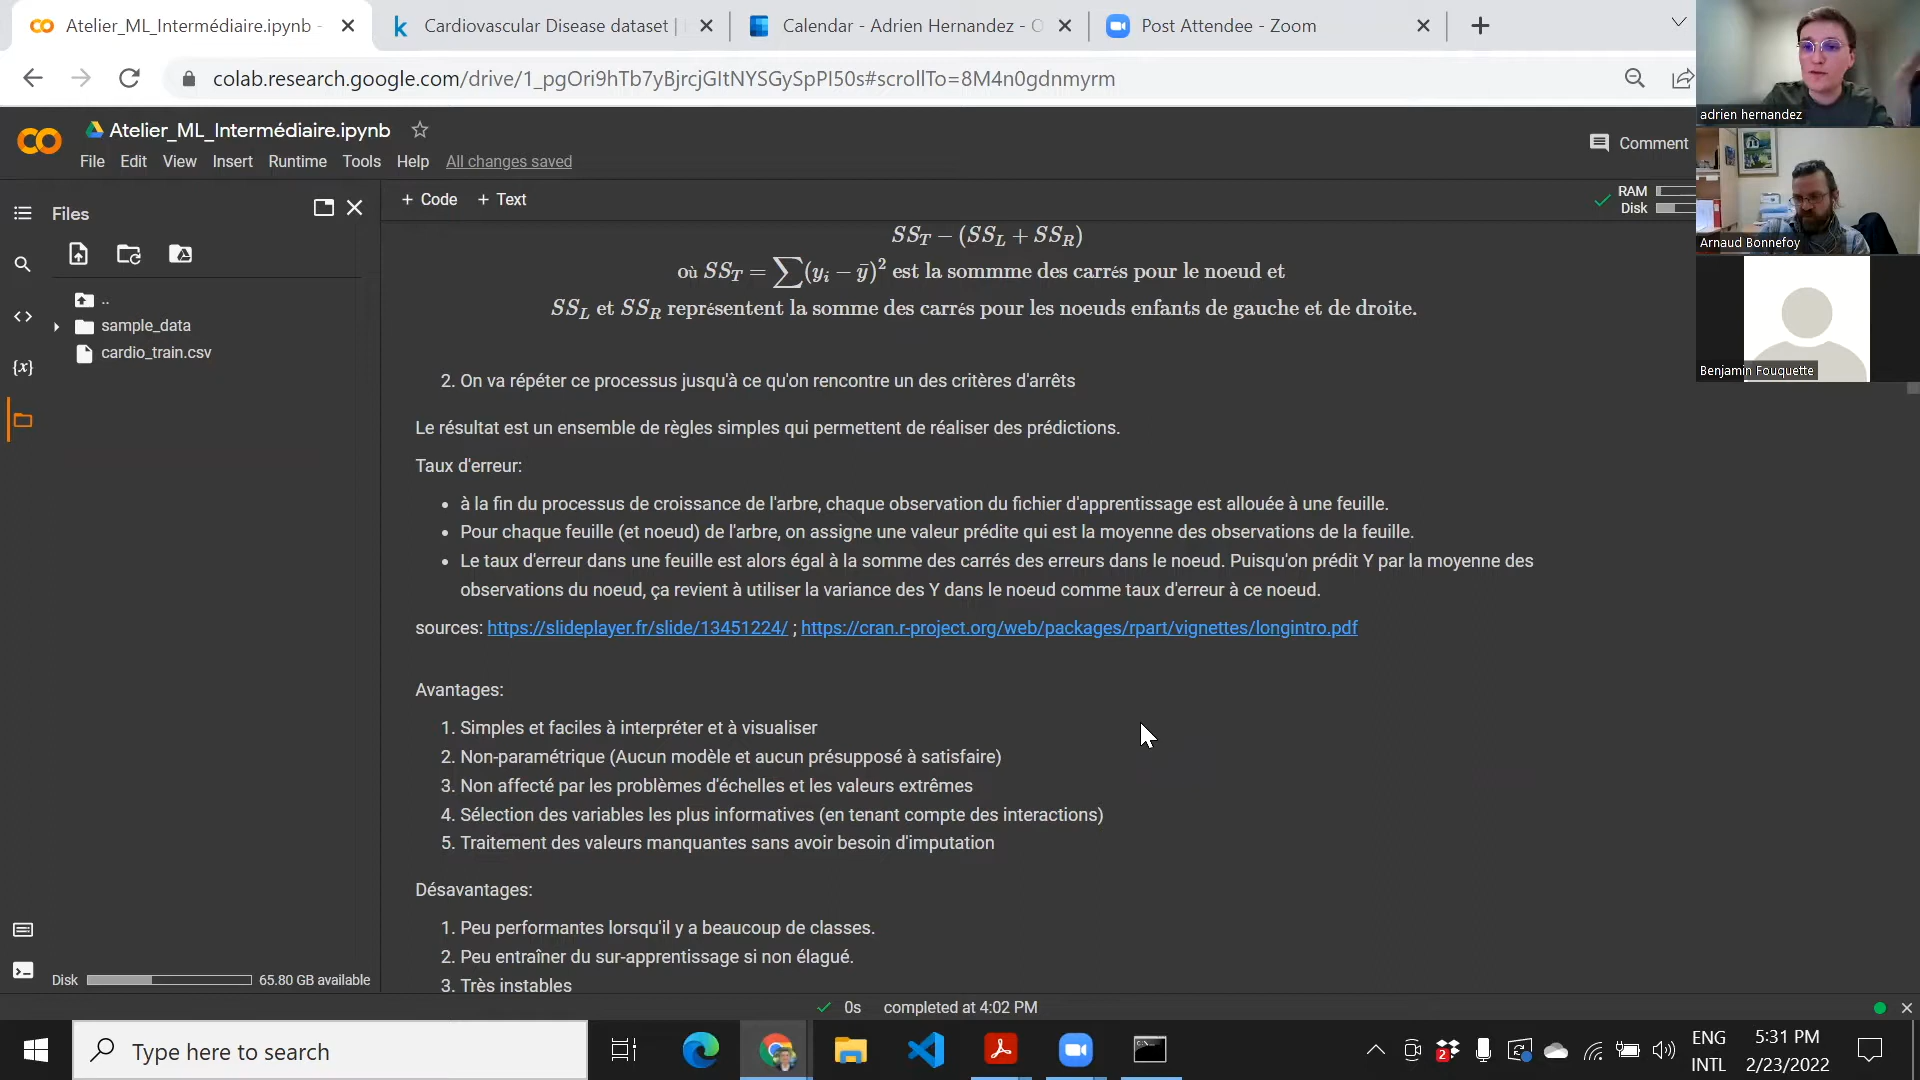 Atelier_ML_Intermédiaire.ipynb -
Cardiovascular Disease dataset |
Calendar - Adrien Hernandez - O
Post Attendee - Zoom
colab.research.google.com/drive/1_pgOri9hTb7yBjrcjGItNYSGySpPI50s#scrollTo=8M4n0gdnmyrm
Atelier_ML_Intermédiaire.ipynb
File Edit View Insert Runtime Tools Help All changes saved
Comment
Files
+ Code + Text
RAM
Disk
..
sample_data
cardio_train.csv
SS_T − (SS_L + SS_R)
où SS_T = ∑(y_i − ȳ)² est la sommme des carrés pour le noeud et
SS_L et SS_R représentent la somme des carrés pour les noeuds enfants de gauche et de droite.
2. On va répéter ce processus jusqu'à ce qu'on rencontre un des critères d'arrêts
Le résultat est un ensemble de règles simples qui permettent de réaliser des prédictions.
Taux d'erreur:
• à la fin du processus de croissance de l'arbre, chaque observation du fichier d'apprentissage est allouée à une feuille.
• Pour chaque feuille (et noeud) de l'arbre, on assigne une valeur prédite qui est la moyenne des observations de la feuille.
• Le taux d'erreur dans une feuille est alors égal à la somme des carrés des erreurs dans le noeud. Puisqu'on prédit Y par la moyenne des
observations du noeud, ça revient à utiliser la variance des Y dans le noeud comme taux d'erreur à ce noeud.
sources: https://slideplayer.fr/slide/13451224/ ; https://cran.r-project.org/web/packages/rpart/vignettes/longintro.pdf
Avantages:
1. Simples et faciles à interpréter et à visualiser
2. Non-paramétrique (Aucun modèle et aucun présupposé à satisfaire)
3. Non affecté par les problèmes d'échelles et les valeurs extrêmes
4. Sélection des variables les plus informatives (en tenant compte des interactions)
5. Traitement des valeurs manquantes sans avoir besoin d'imputation
Désavantages:
1. Peu performantes lorsqu'il y a beaucoup de classes.
2. Peu entraîner du sur-apprentissage si non élagué.
3. Très instables
Disk 65.80 GB available
0s completed at 4:02 PM
adrien hernandez
Arnaud Bonnefoy
Benjamin Fouquette
Type here to search
2
ENG
INTL
5:31 PM
2/23/2022